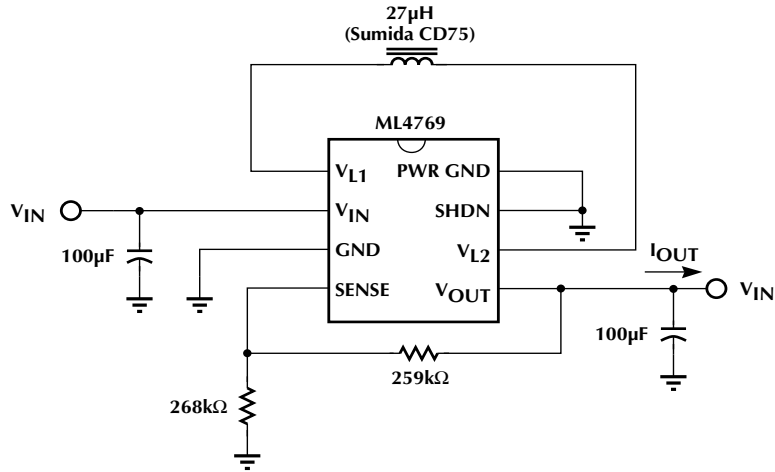 27µH
(Sumida CD75)
ML4769
VL1
PWR GND
VIN
VIN
SHDN
100µF
GND
VL2
IOUT
SENSE
VOUT
VIN
100µF
259kΩ
268kΩ